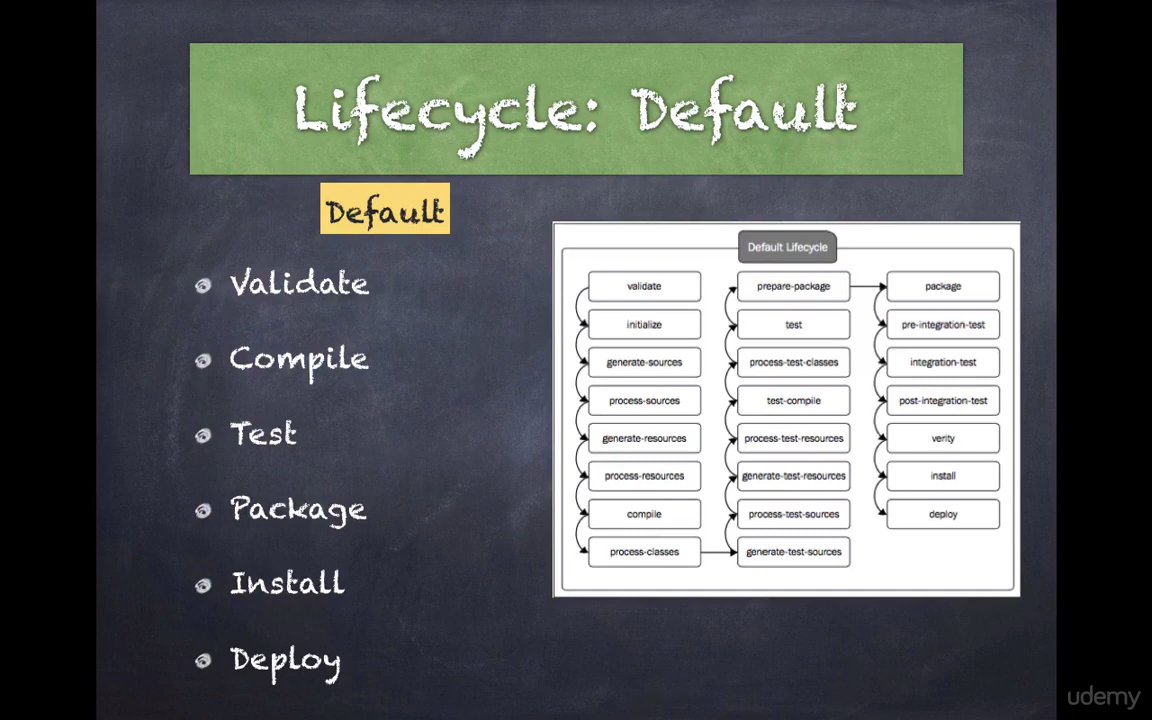 Lifecycle: Default
Default
Validate
Compile
Test
Package
Install
Deploy
Default Lifecycle
validate
initialize
generate-sources
process-sources
generate-resources
process-resources
compile
process-classes
prepare-package
test
process-test-classes
test-compile
process-test-resources
generate-test-resources
process-test-sources
generate-test-sources
package
pre-integration-test
integration-test
post-integration-test
verity
install
deploy
udemy